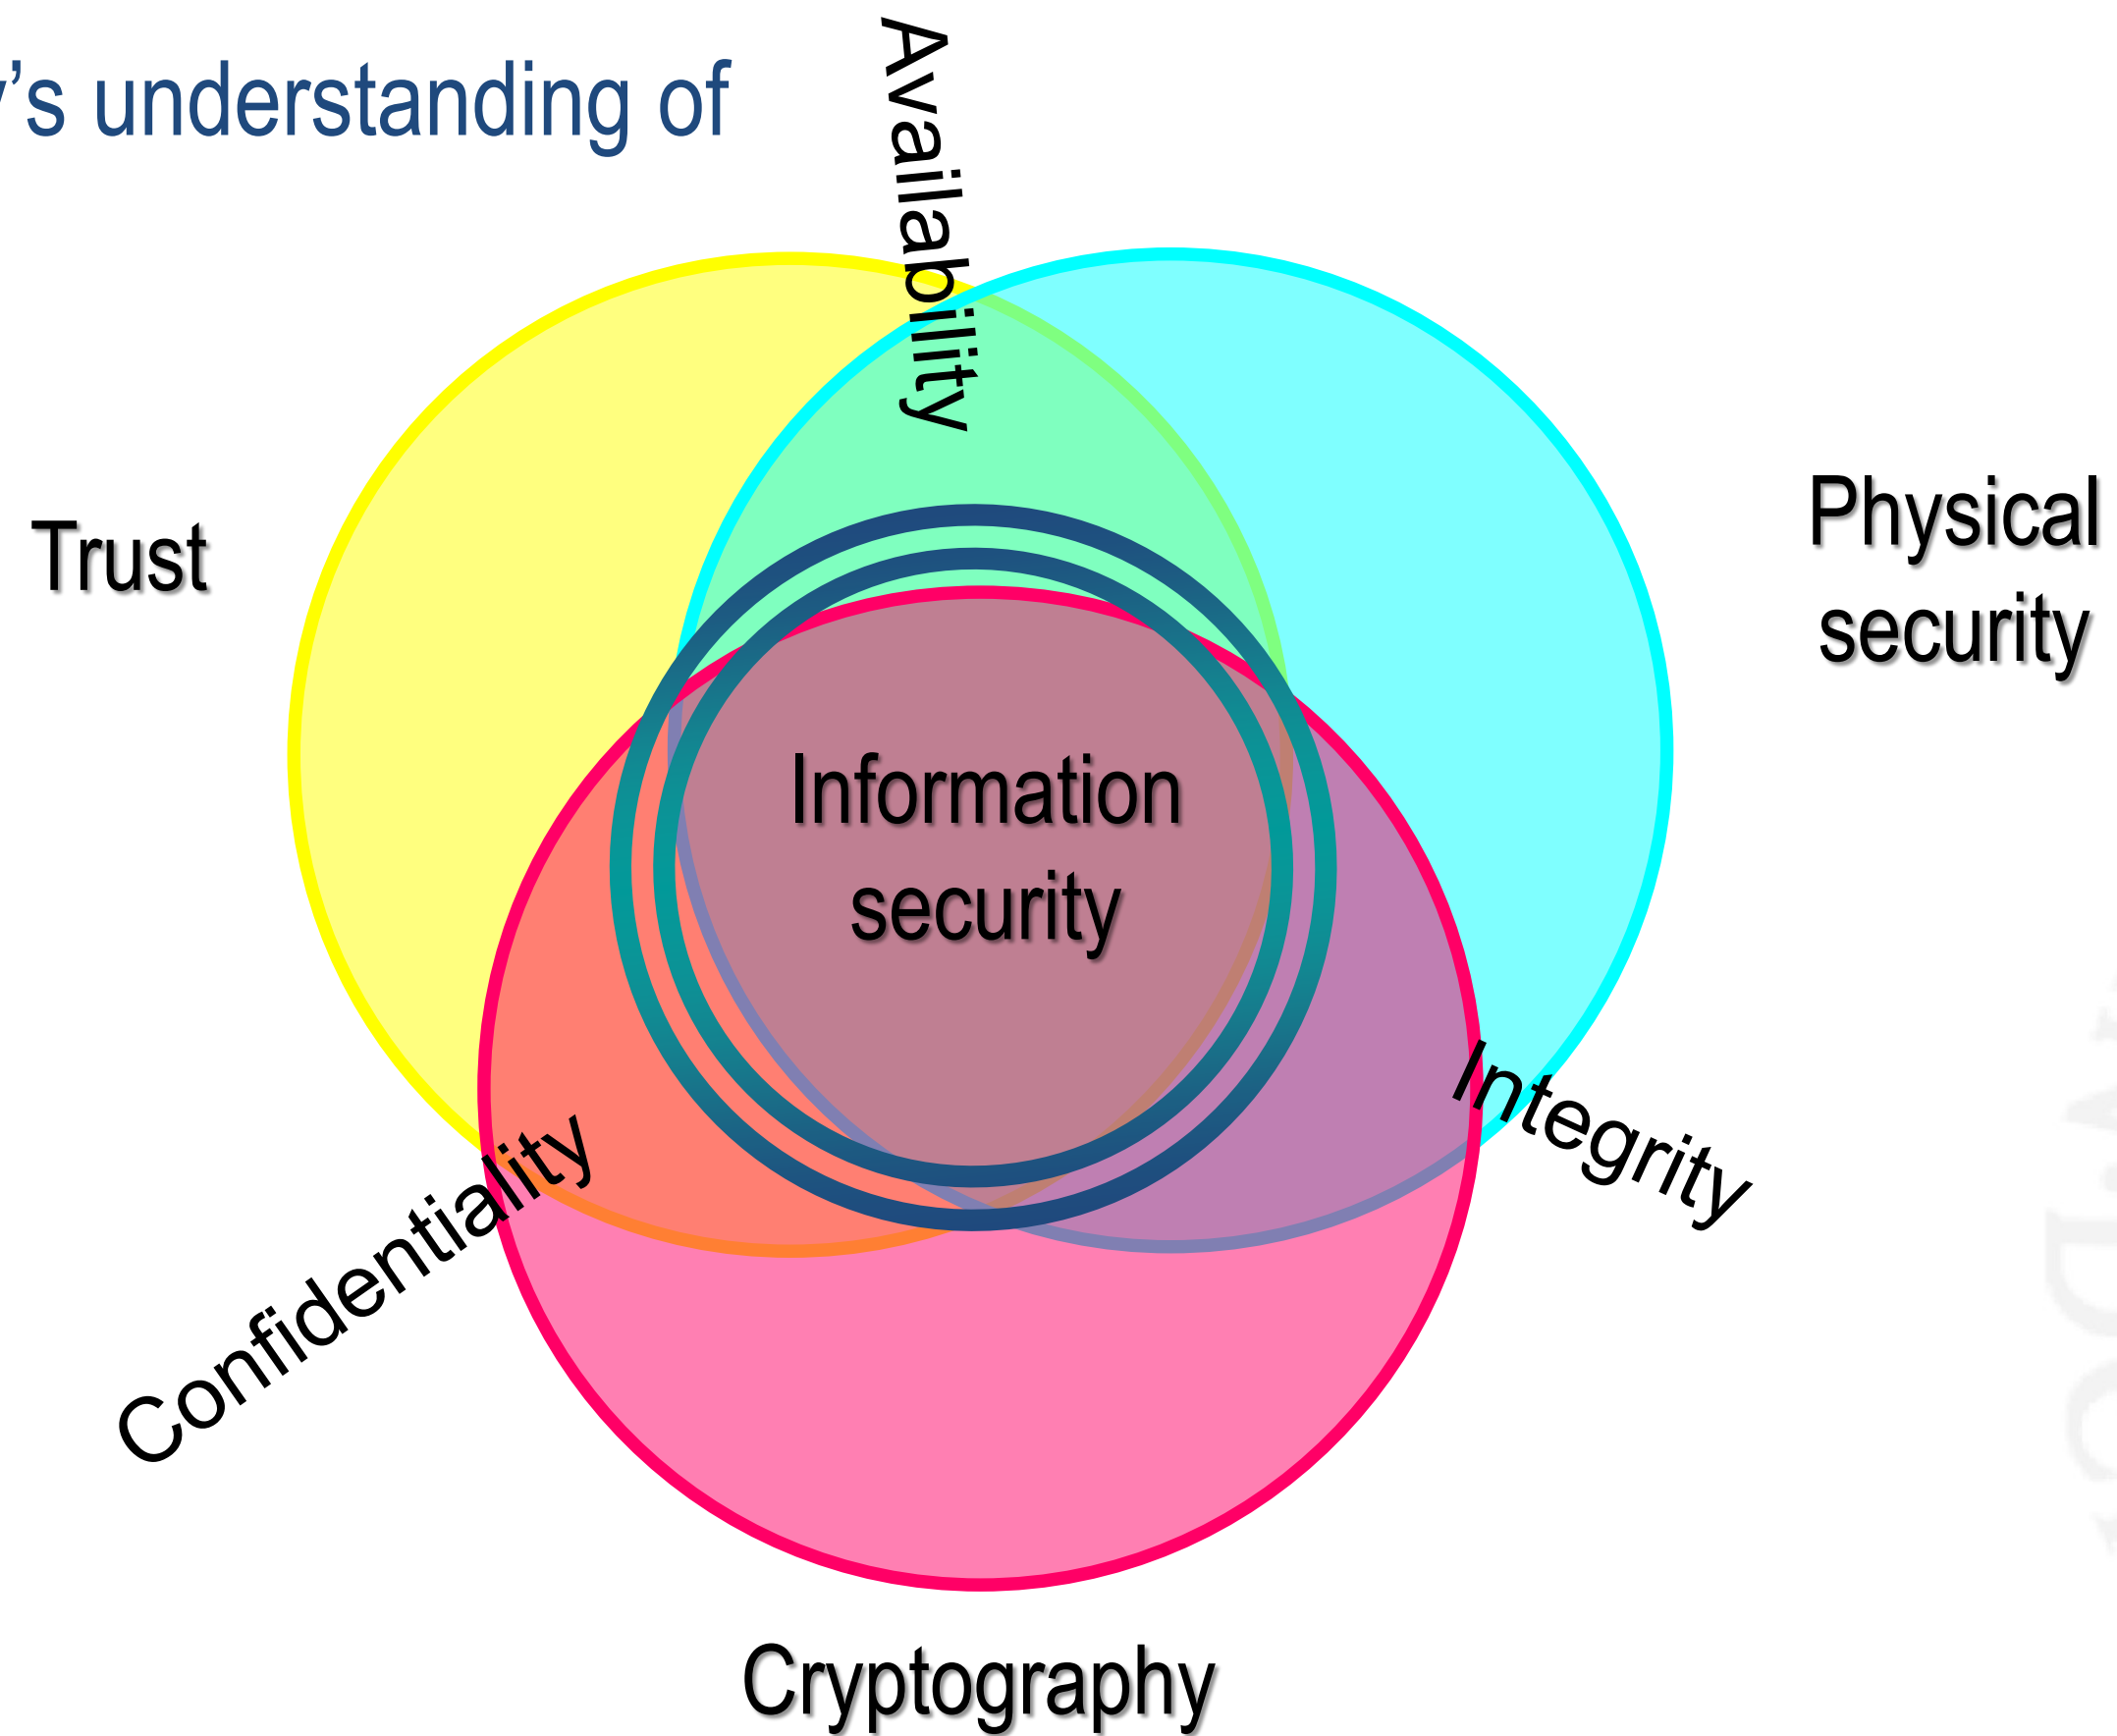 's understanding of
Availability
Trust
Physical
security
Information
security
Integrity
Confidentiality
Cryptography